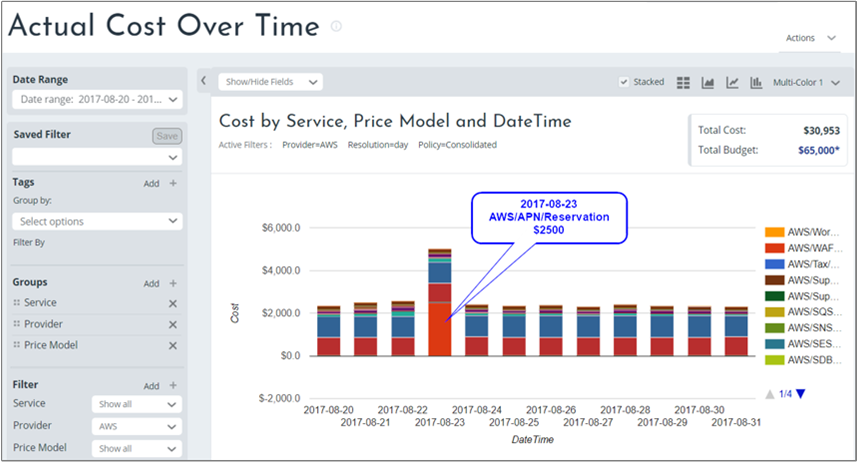 Actual Cost Over Time
Actions
Date Range
Date range: 2017-08-20 - 201...
Saved Filter
Save
Tags
Add +
Group by:
Select options
Filter By
Groups
Add +
Service
Provider
Price Model
Filter
Add +
Service
Show all
Provider
AWS
Price Model
Show all
Show/Hide Fields
Stacked
Multi-Color 1
Cost by Service, Price Model and DateTime
Active Filters : Provider=AWS Resolution=day Policy=Consolidated
Total Cost: $30,953
Total Budget: $65,000*
2017-08-23
AWS/APN/Reservation
$2500
$6,000.0
$4,000.0
$2,000.0
$0.0
$-2,000.0
Cost
2017-08-20 2017-08-22 2017-08-24 2017-08-26 2017-08-28 2017-08-30
2017-08-21 2017-08-23 2017-08-25 2017-08-27 2017-08-29 2017-08-31
DateTime
AWS/Wor...
AWS/WAF...
AWS/Tax/...
AWS/Sup...
AWS/Sup...
AWS/SQS...
AWS/SNS...
AWS/SES...
AWS/SDB...
1/4